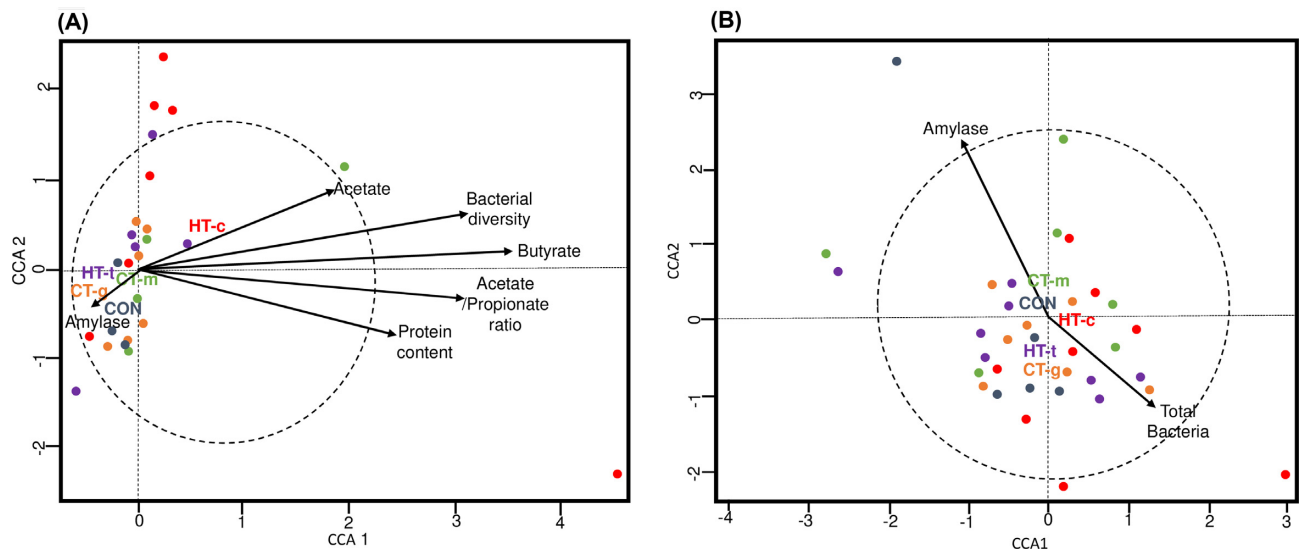 (A)
2
1
0
-1
-2
CCA 2
Acetate
Bacterial
diversity
HT-c
Butyrate
HT-t
CT-m
CT-g
Acetate
/Propionate
ratio
CON
Amylase
Protein
content
0
1
2
3
4
CCA 1
(B)
3
2
1
0
-1
-2
CCA2
Amylase
CT-m
CON
HT-c
HT-t
CT-g
Total
Bacteria
-4
-3
-2
-1
0
1
2
3
CCA1